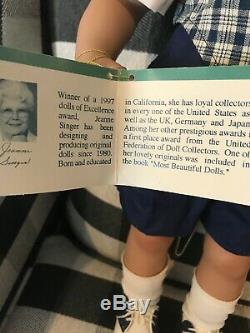 Winner of a 1997
dolls of Excellence
award, Jeanne
Singer has been
designing and
producing original
dolls since 1980.
Born and educated
Jeanne
Singer
in California, she has loyal collectors
in every one of the United States as
well as the UK, Germany and Japan
Among her other prestigious awards is
a first place award from the United
Federation of Doll Collectors. One of
her lovely originals was included in
the book "Most Beautiful Dolls."